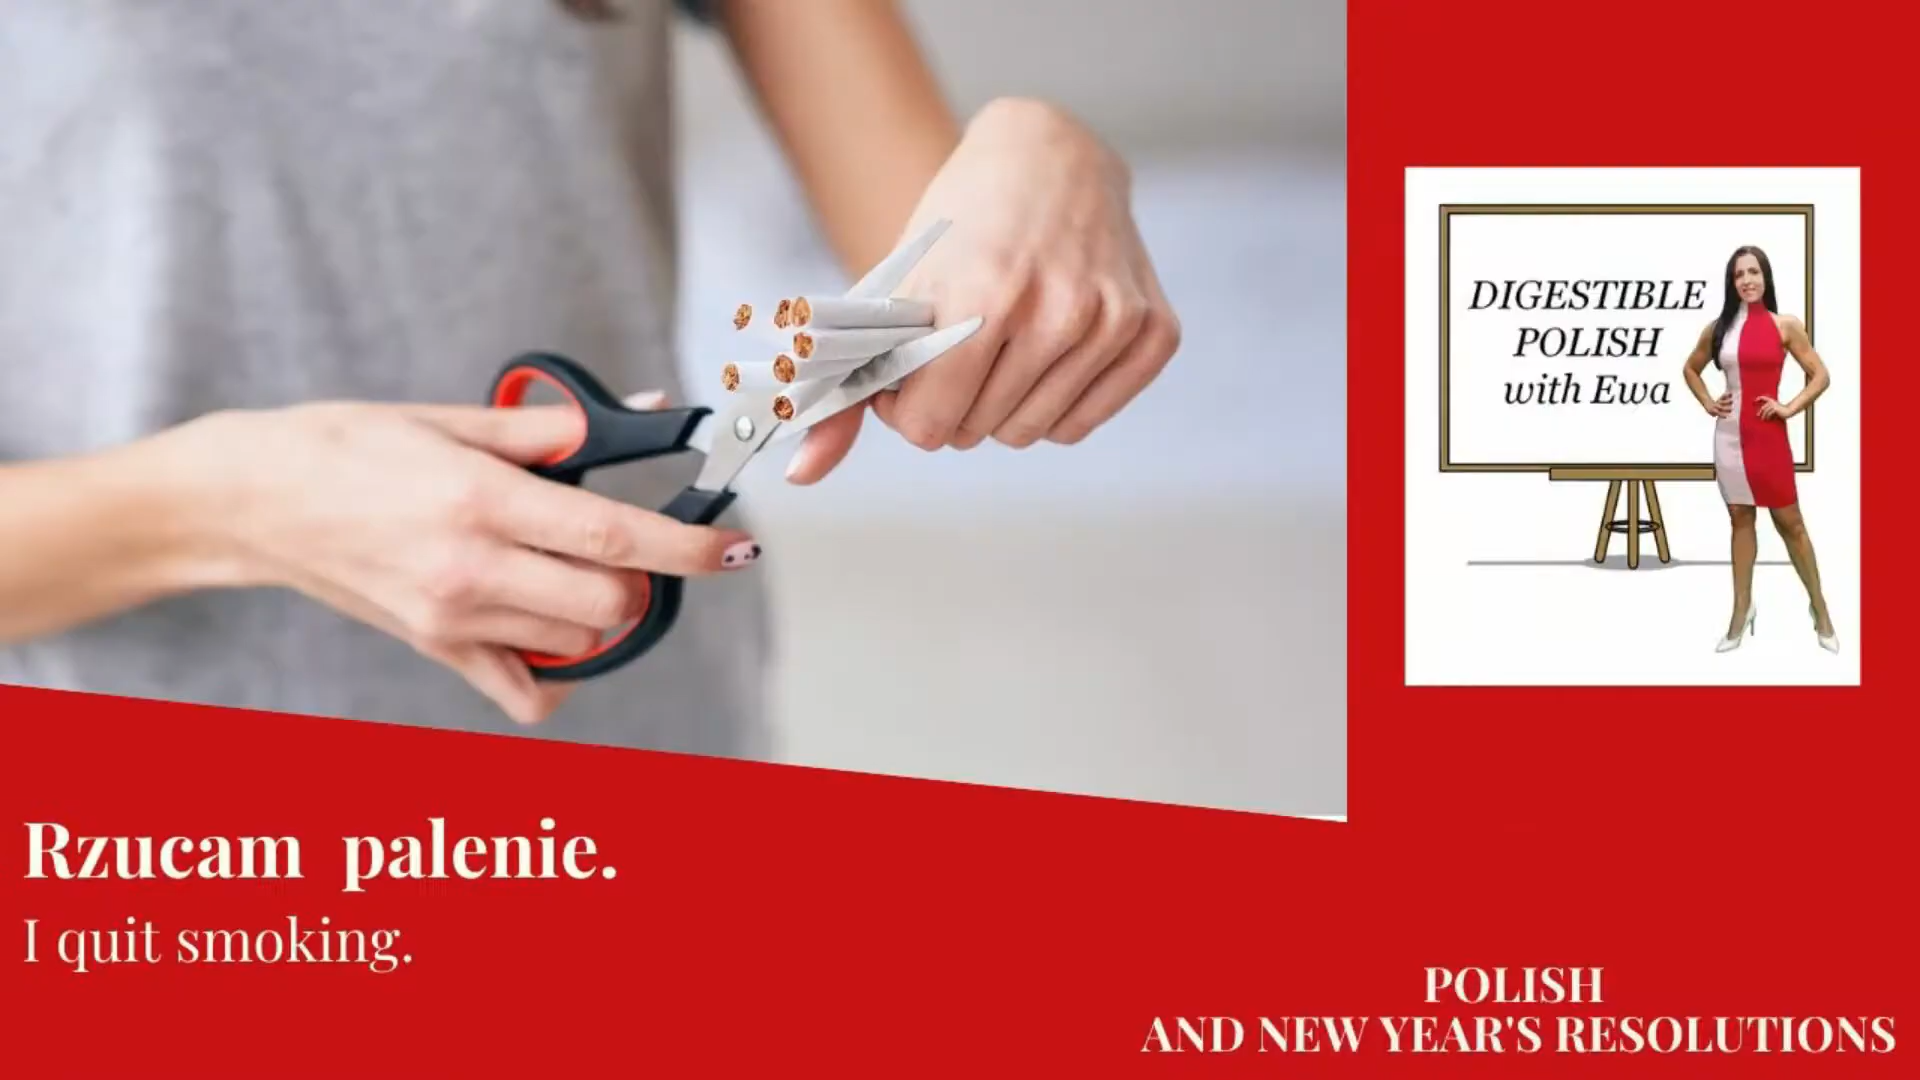 DIGESTIBLE
POLISH
with Ewa
Rzucam palenie.
I quit smoking.
POLISH
AND NEW YEAR'S RESOLUTIONS